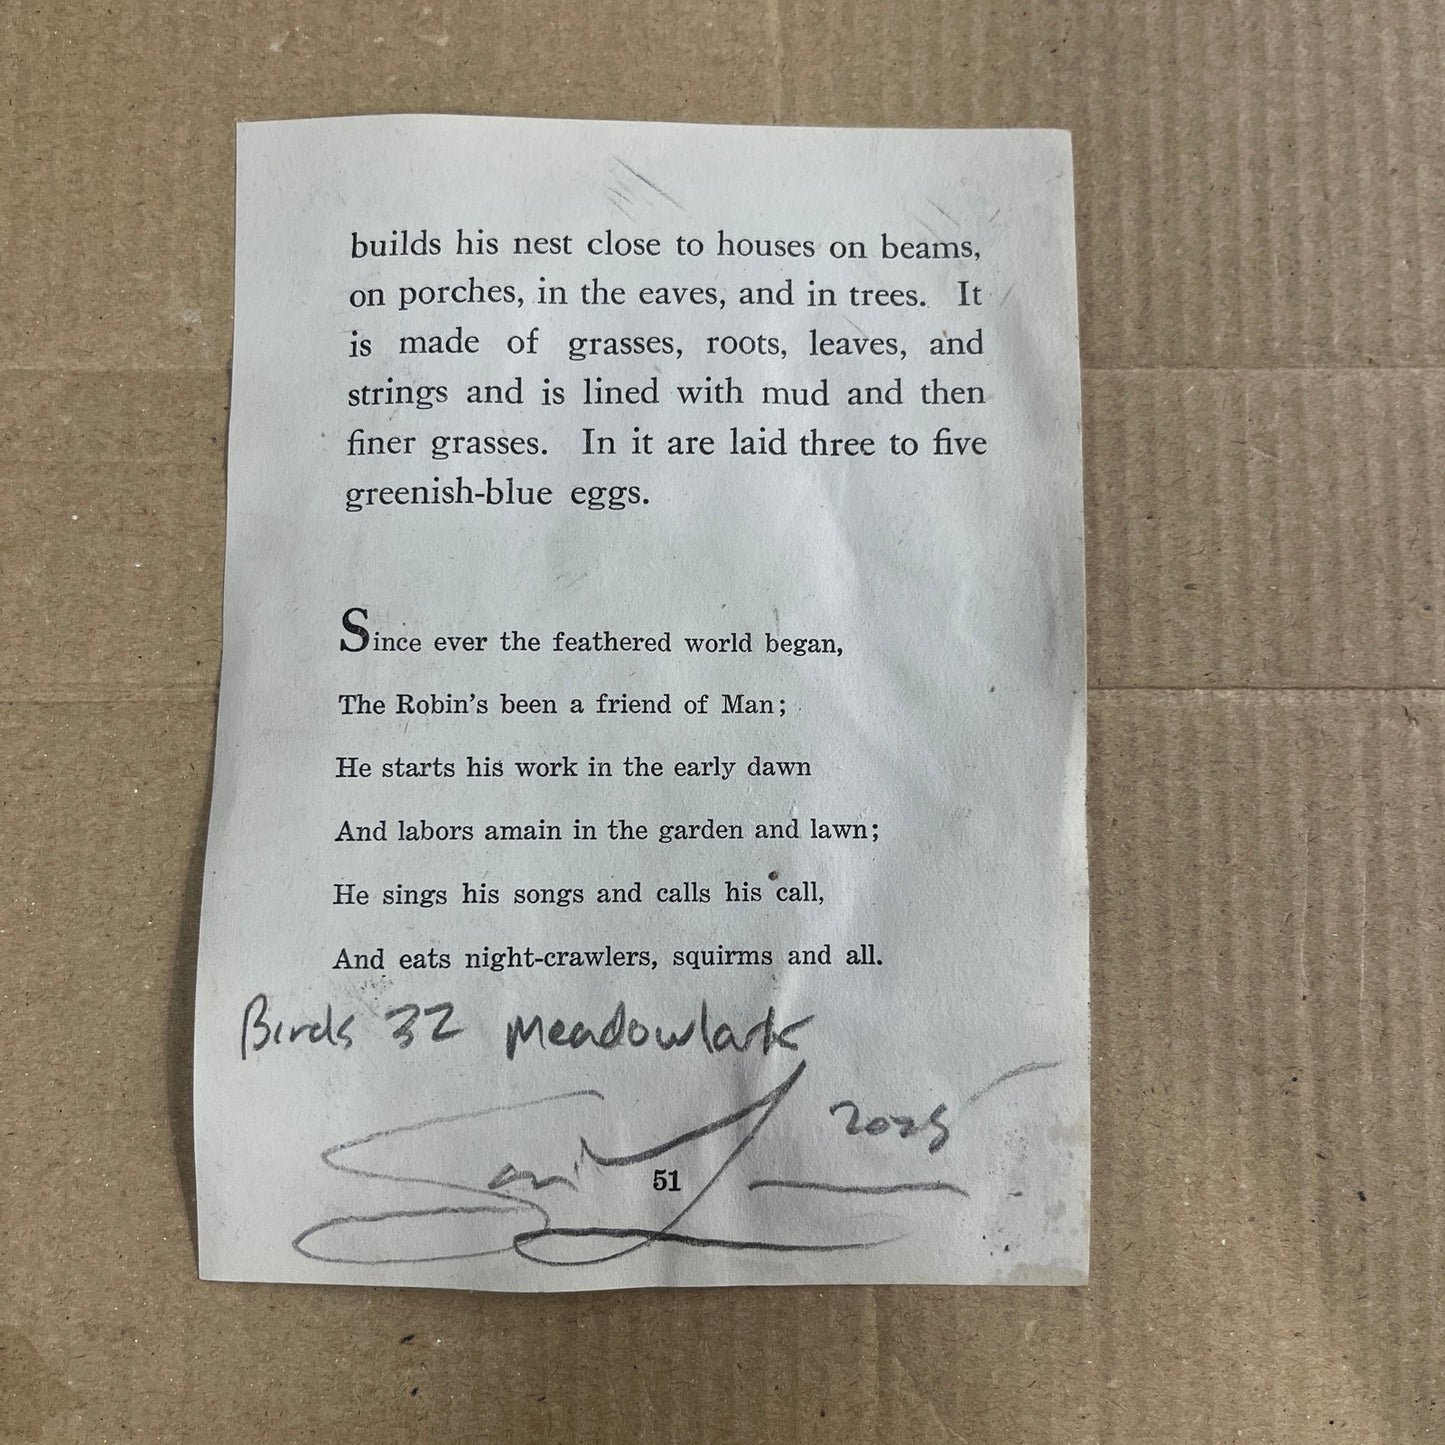 builds his nest close to houses on beams,
on porches, in the eaves, and in trees. It
is made of grasses, roots, leaves, and
strings and is lined with mud and then
finer grasses. In it are laid three to five
greenish-blue eggs.
Since ever the feathered world began,
The Robin's been a friend of Man;
He starts his work in the early dawn
And labors amain in the garden and lawn;
He sings his songs and calls his call,
And eats night-crawlers, squirms and all.
Birds 32 Meadowlark
2025
51